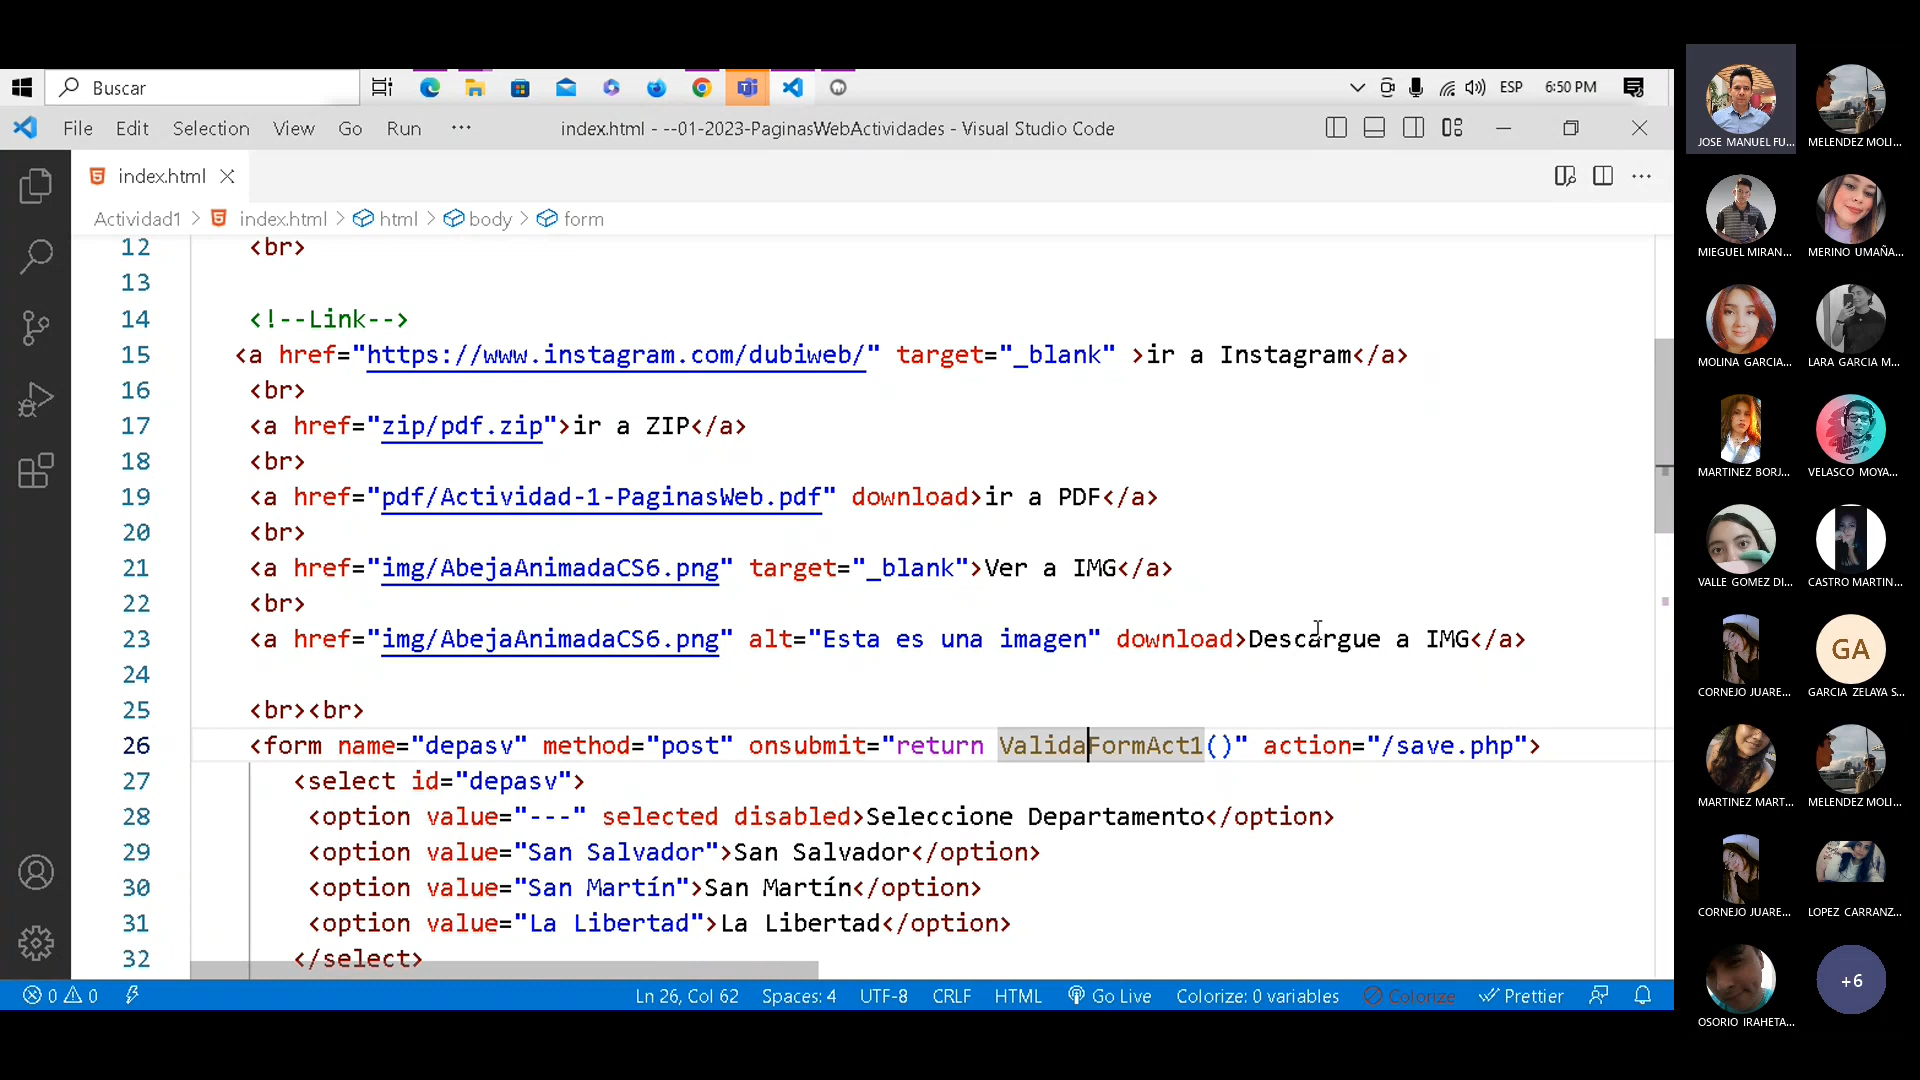 Buscar
ESP
6:50 PM
File Edit Selection View Go Run ···
index.html - --01-2023-PaginasWebActividades - Visual Studio Code
index.html
Actividad1 > index.html > html > body > form
12 <br>
13
14 <!--Link-->
15 <a href="https://www.instagram.com/dubiweb/" target="_blank" >ir a Instagram</a>
16 <br>
17 <a href="zip/pdf.zip">ir a ZIP</a>
18 <br>
19 <a href="pdf/Actividad-1-PaginasWeb.pdf" download>ir a PDF</a>
20 <br>
21 <a href="img/AbejaAnimadaCS6.png" target="_blank">Ver a IMG</a>
22 <br>
23 <a href="img/AbejaAnimadaCS6.png" alt="Esta es una imagen" download>Descargue a IMG</a>
24
25 <br><br>
26 <form name="depasv" method="post" onsubmit="return ValidaFormAct1()" action="/save.php">
27 <select id="depasv">
28 <option value="---" selected disabled>Seleccione Departamento</option>
29 <option value="San Salvador">San Salvador</option>
30 <option value="San Martín">San Martín</option>
31 <option value="La Libertad">La Libertad</option>
32 </select>
0 0
Ln 26, Col 62 Spaces: 4 UTF-8 CRLF HTML Go Live Colorize: 0 variables Colorize Prettier
JOSE MANUEL FU... MELENDEZ MOLI...
MIEGUEL MIRAN... MERINO UMAÑA...
MOLINA GARCIA... LARA GARCIA M...
MARTINEZ BORJ... VELASCO MOYA...
VALLE GOMEZ DI... CASTRO MARTIN...
GA
CORNEJO JUARE... GARCIA ZELAYA S...
MARTINEZ MART... MELENDEZ MOLI...
CORNEJO JUARE... LOPEZ CARRANZ...
+6
OSORIO IRAHETA...